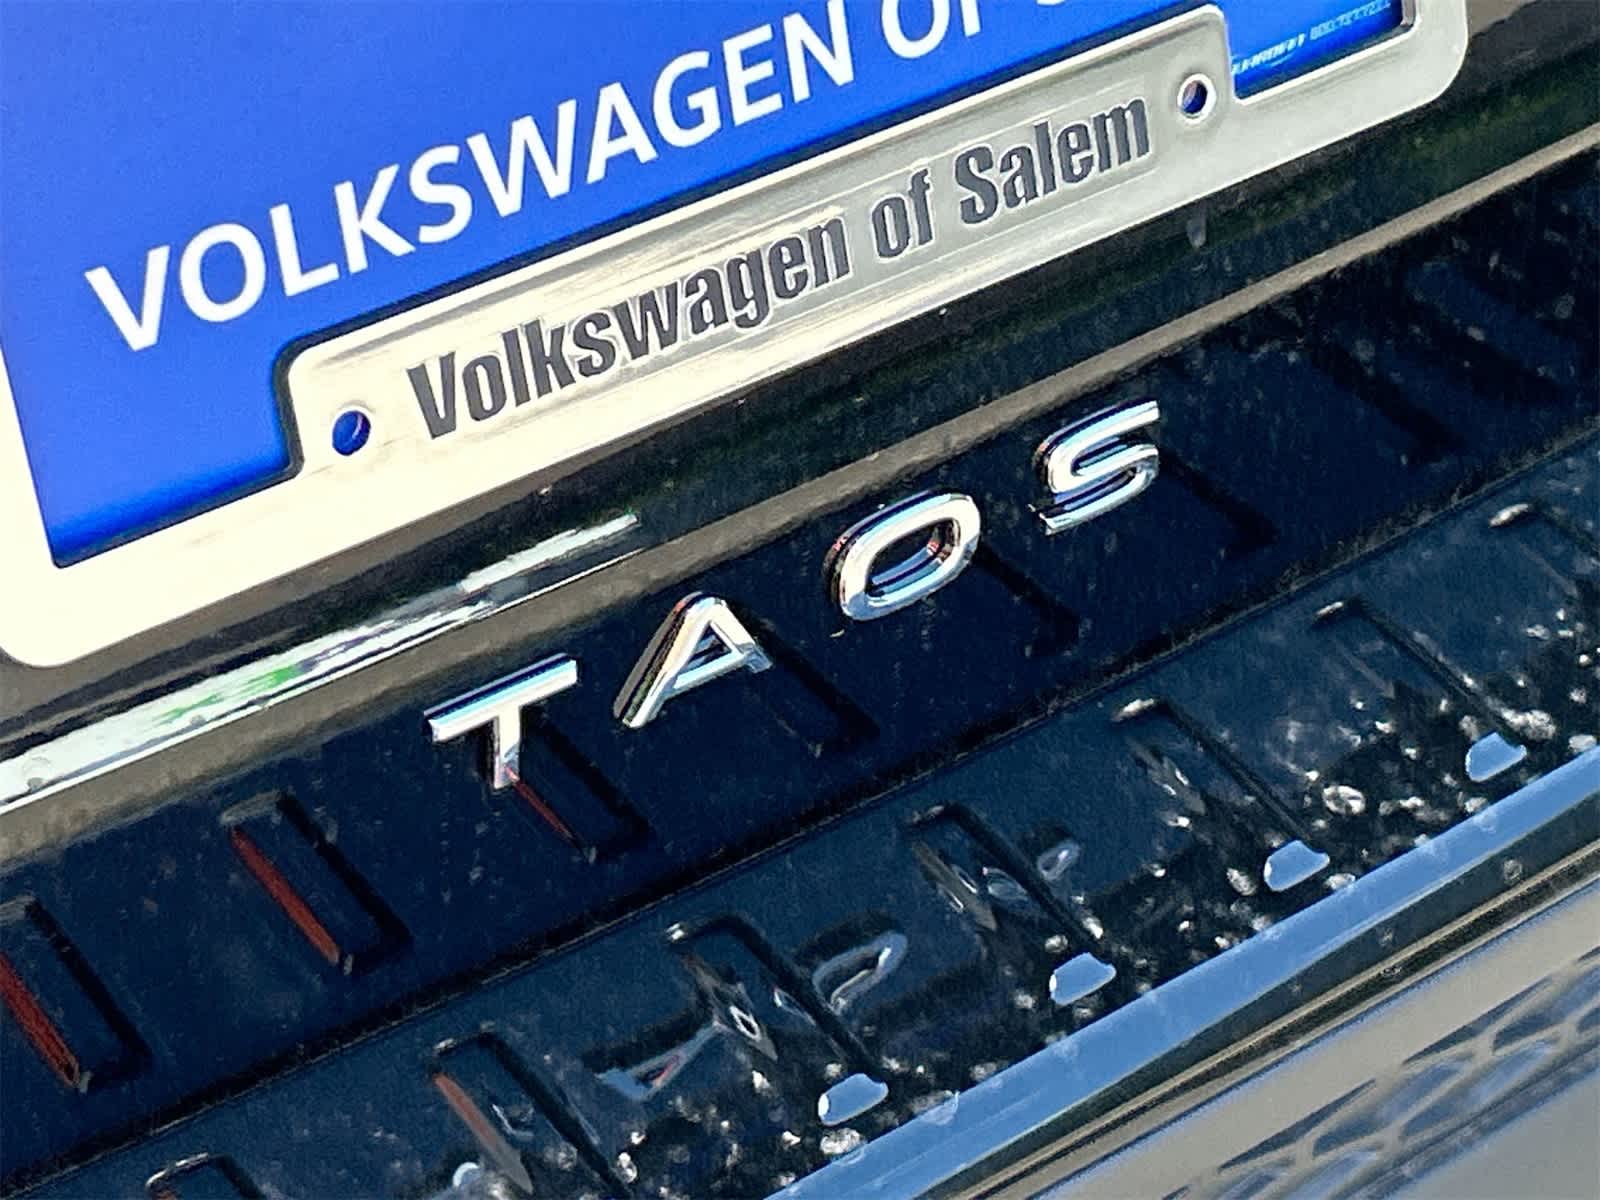 VOLKSWAGEN OF
Volkswagen of Salem
TAOS